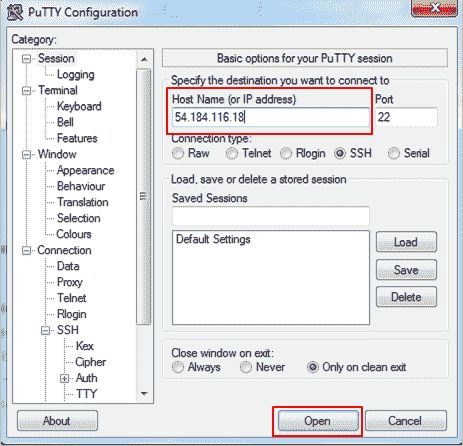 PuTTY Configuration
Category:
Session
Logging
Terminal
Keyboard
Bell
Features
Window
Appearance
Behaviour
Translation
Selection
Colours
Connection
Data
Proxy
Telnet
Rlogin
SSH
Kex
Cipher
Auth
TTY
Basic options for your PuTTY session
Specify the destination you want to connect to
Host Name (or IP address) Port
54.184.116.18 22
Connection type:
Raw Telnet Rlogin SSH Serial
Load, save or delete a stored session
Saved Sessions
Default Settings
Load
Save
Delete
Close window on exit:
Always Never Only on clean exit
About Open Cancel